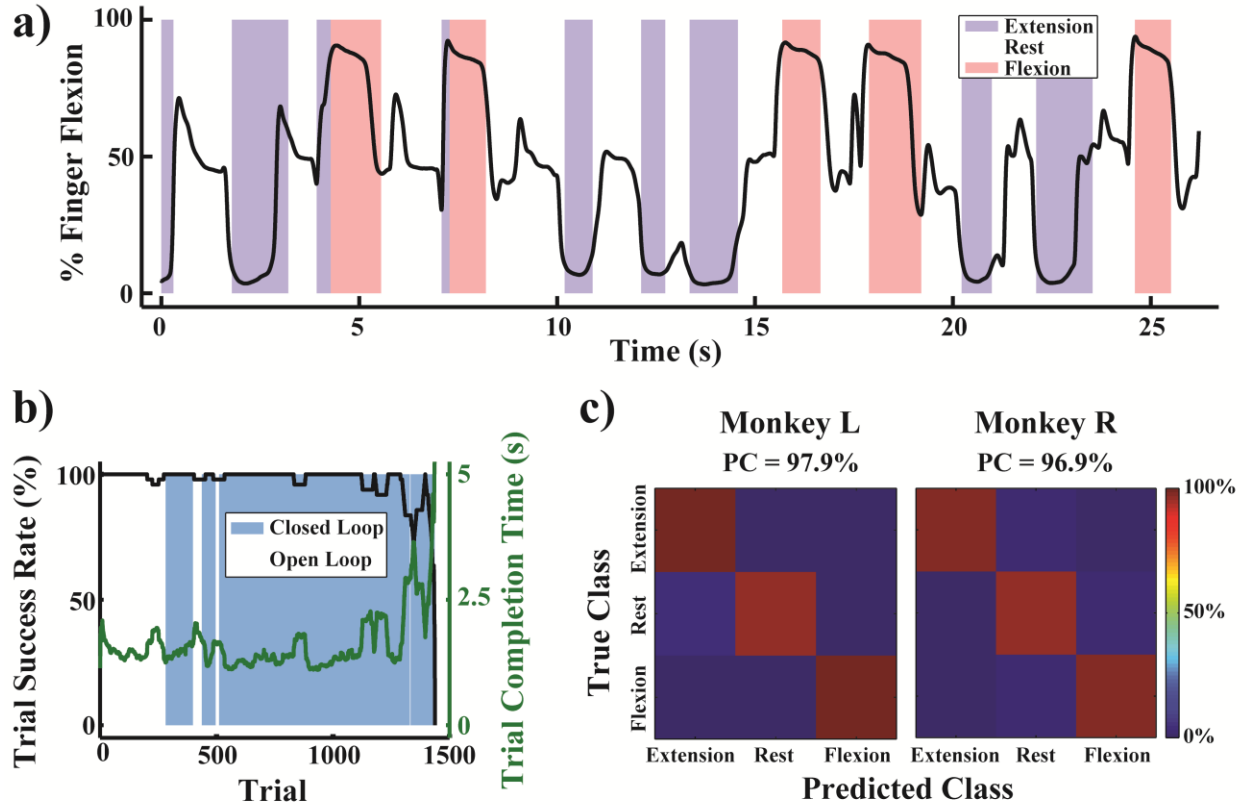 a)
% Finger Flexion
100
50
0
Extension
Rest
Flexion
0 5 10 15 20 25
Time (s)
b)
Trial Success Rate (%)
100
50
0
Closed Loop
Open Loop
Trial Completion Time (s)
5
2.5
0
0 500 1000 1500
Trial
c)
Monkey L
PC = 97.9%
Monkey R
PC = 96.9%
True Class
Extension
Rest
Flexion
100%
50%
0%
Extension Rest Flexion
Extension Rest Flexion
Predicted Class